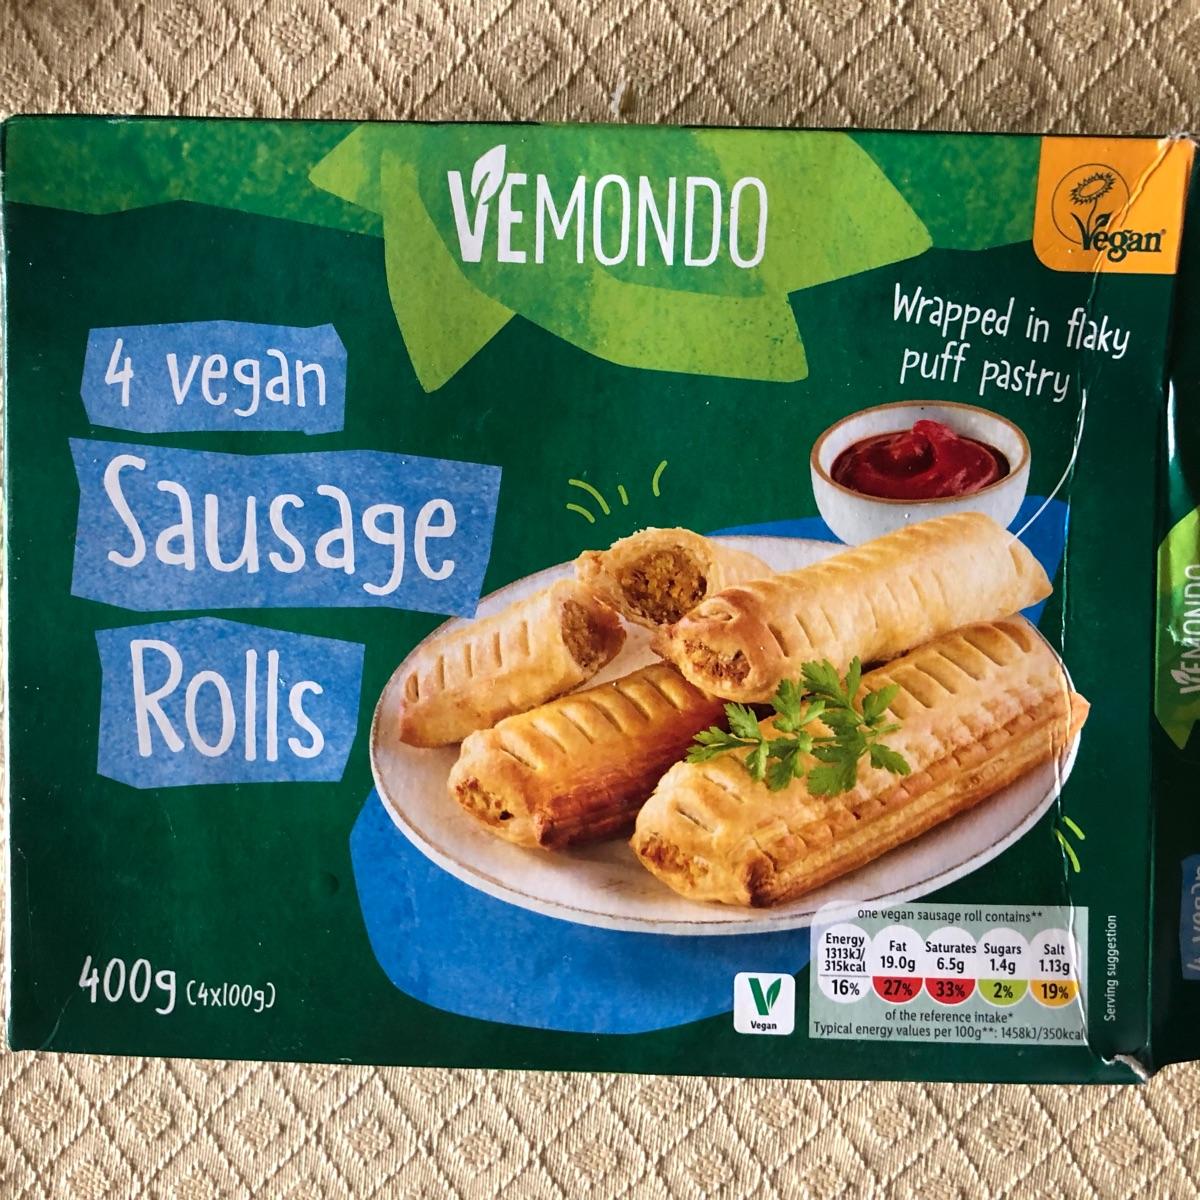 VEMONDO
Vegan
Wrapped in flaky
puff pastry
4 vegan
Sausage
Rolls
400g (4x100g)
Vegan
one vegan sausage roll contains**
Energy 1313kJ/ 315kcal 16%
Fat 19.0g 27%
Saturates 6.5g 33%
Sugars 1.4g 2%
Salt 1.13g 19%
of the reference intake*
Typical energy values per 100g**: 1458kJ/350kcal
Serving suggestion
VEMONDO